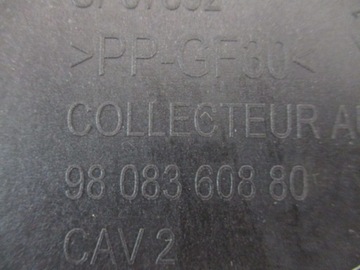 >PP-GF30<
COLLECTEUR
98 083 608 80
CAV 2